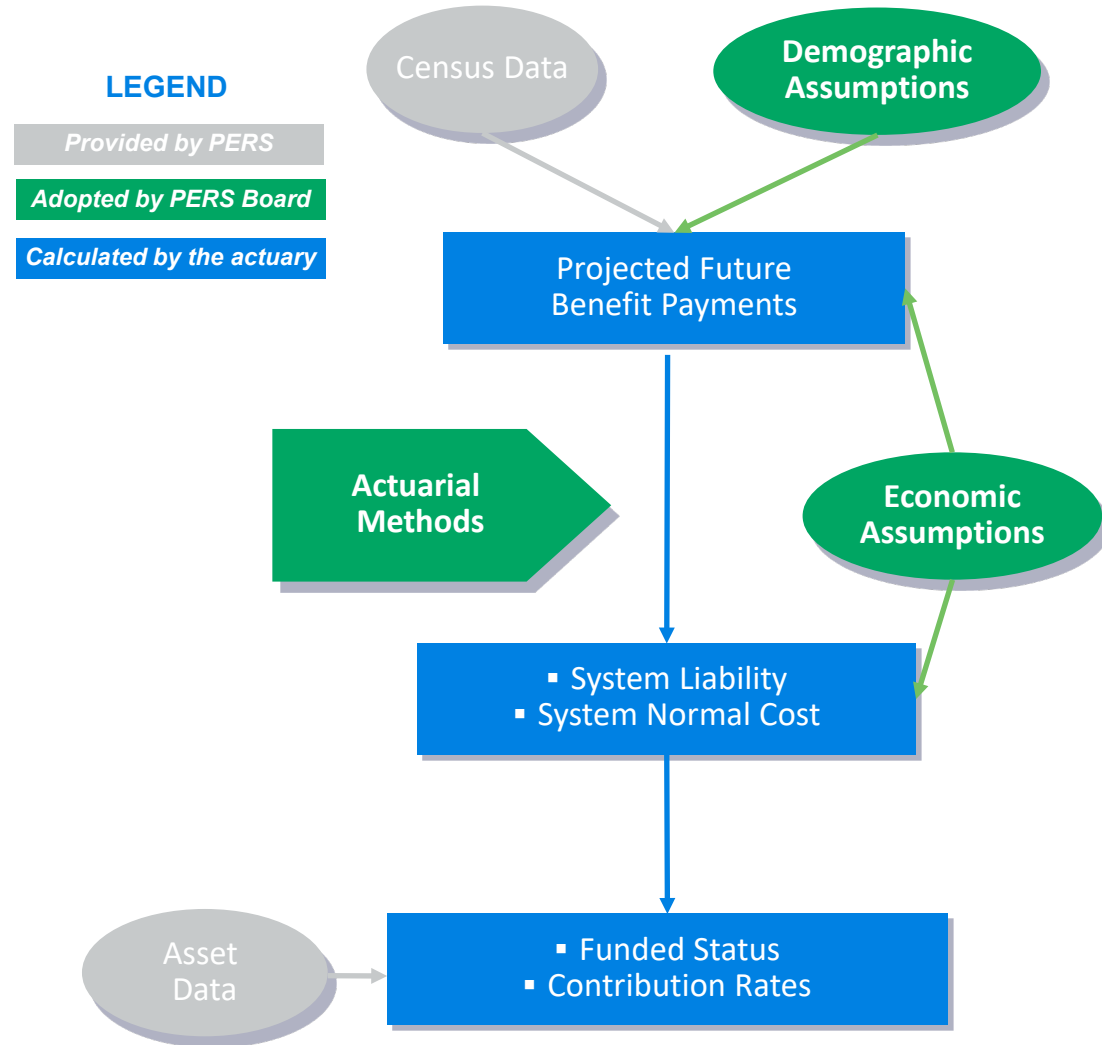 Census Data
Demographic
Assumptions
LEGEND
Provided by PERS
Adopted by PERS Board
Calculated by the actuary
Projected Future
Benefit Payments
Actuarial
Methods
Economic
Assumptions
▪ System Liability
▪ System Normal Cost
Asset
Data
▪ Funded Status
▪ Contribution Rates